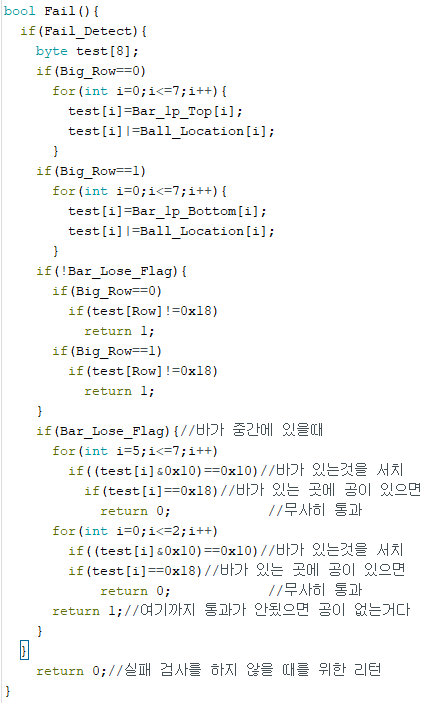 bool Fail(){
  if(Fail_Detect){
    byte test[8];
    if(Big_Row==0)
      for(int i=0;i<=7;i++){
        test[i]=Bar_lp_Top[i];
        test[i]|=Ball_Location[i];
      }
    if(Big_Row==1)
      for(int i=0;i<=7;i++){
        test[i]=Bar_lp_Bottom[i];
        test[i]|=Ball_Location[i];
      }
    if(!Bar_Lose_Flag){
      if(Big_Row==0)
        if(test[Row]!=0x18)
          return 1;
      if(Big_Row==1)
        if(test[Row]!=0x18)
          return 1;
    }
    if(Bar_Lose_Flag){//바가 중간에 있을때
      for(int i=5;i<=7;i++)
        if((test[i]&0x10)==0x10)//바가 있는것을 서치
          if(test[i]==0x18)//바가 있는 곳에 공이 있으면
            return 0;            //무사히 통과
      for(int i=0;i<=2;i++)
        if((test[i]&0x10)==0x10)//바가 있는것을 서치
        if(test[i]==0x18)//바가 있는 곳에 공이 있으면
            return 0;            //무사히 통과
      return 1;//여기까지 통과가 안됬으면 공이 없는거다
    }
  }
    return 0;//실패 검사를 하지 않을 때를 위한 리턴
}